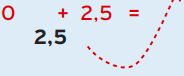 0 + 2,5 =
2,5